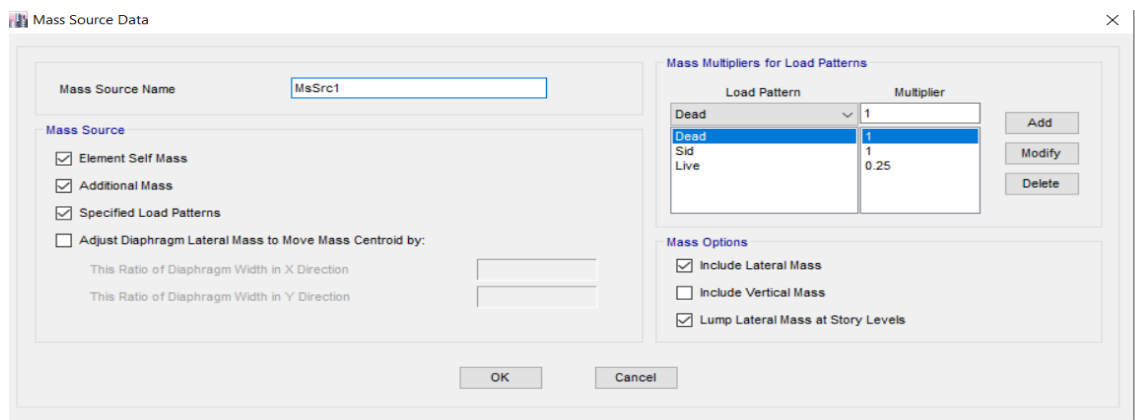 Mass Source Data
Mass Source Name MsSrc1
Mass Source
Element Self Mass
Additional Mass
Specified Load Patterns
Adjust Diaphragm Lateral Mass to Move Mass Centroid by:
This Ratio of Diaphragm Width in X Direction
This Ratio of Diaphragm Width in Y Direction
Mass Multipliers for Load Patterns
Load Pattern Multiplier
Dead 1
Dead 1
Sid 1
Live 0.25
Add
Modify
Delete
Mass Options
Include Lateral Mass
Include Vertical Mass
Lump Lateral Mass at Story Levels
OK Cancel